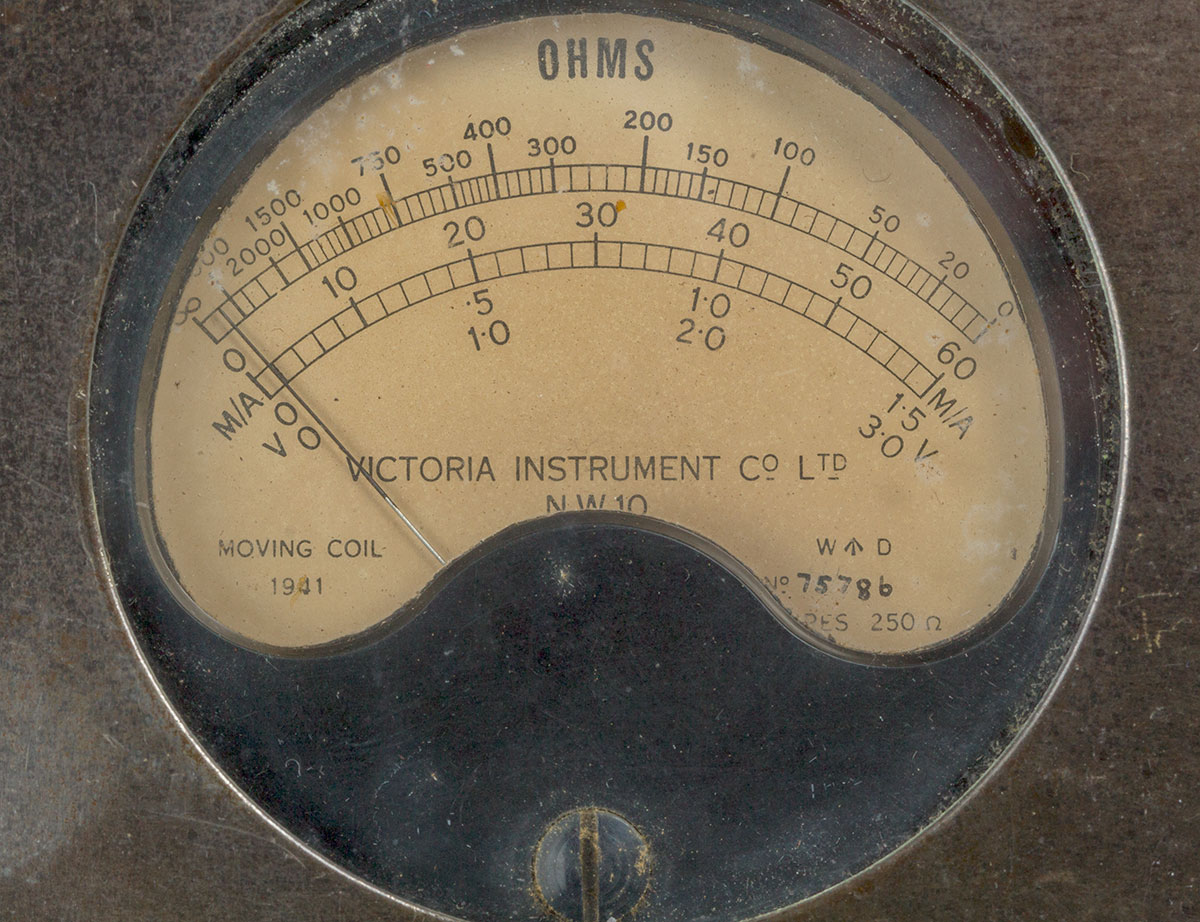 OHMS
∞ 2000 1500 1000 750 500 400 300 200 150 100 50 20 0
0 10 20 30 40 50 60
M/A M/A
0 ·5 1·0 1·5
V V
0 1·0 2·0 3·0
VICTORIA INSTRUMENT Cº LTD
N.W.10
MOVING COIL W D
1941 Nº 75786
250 Ω